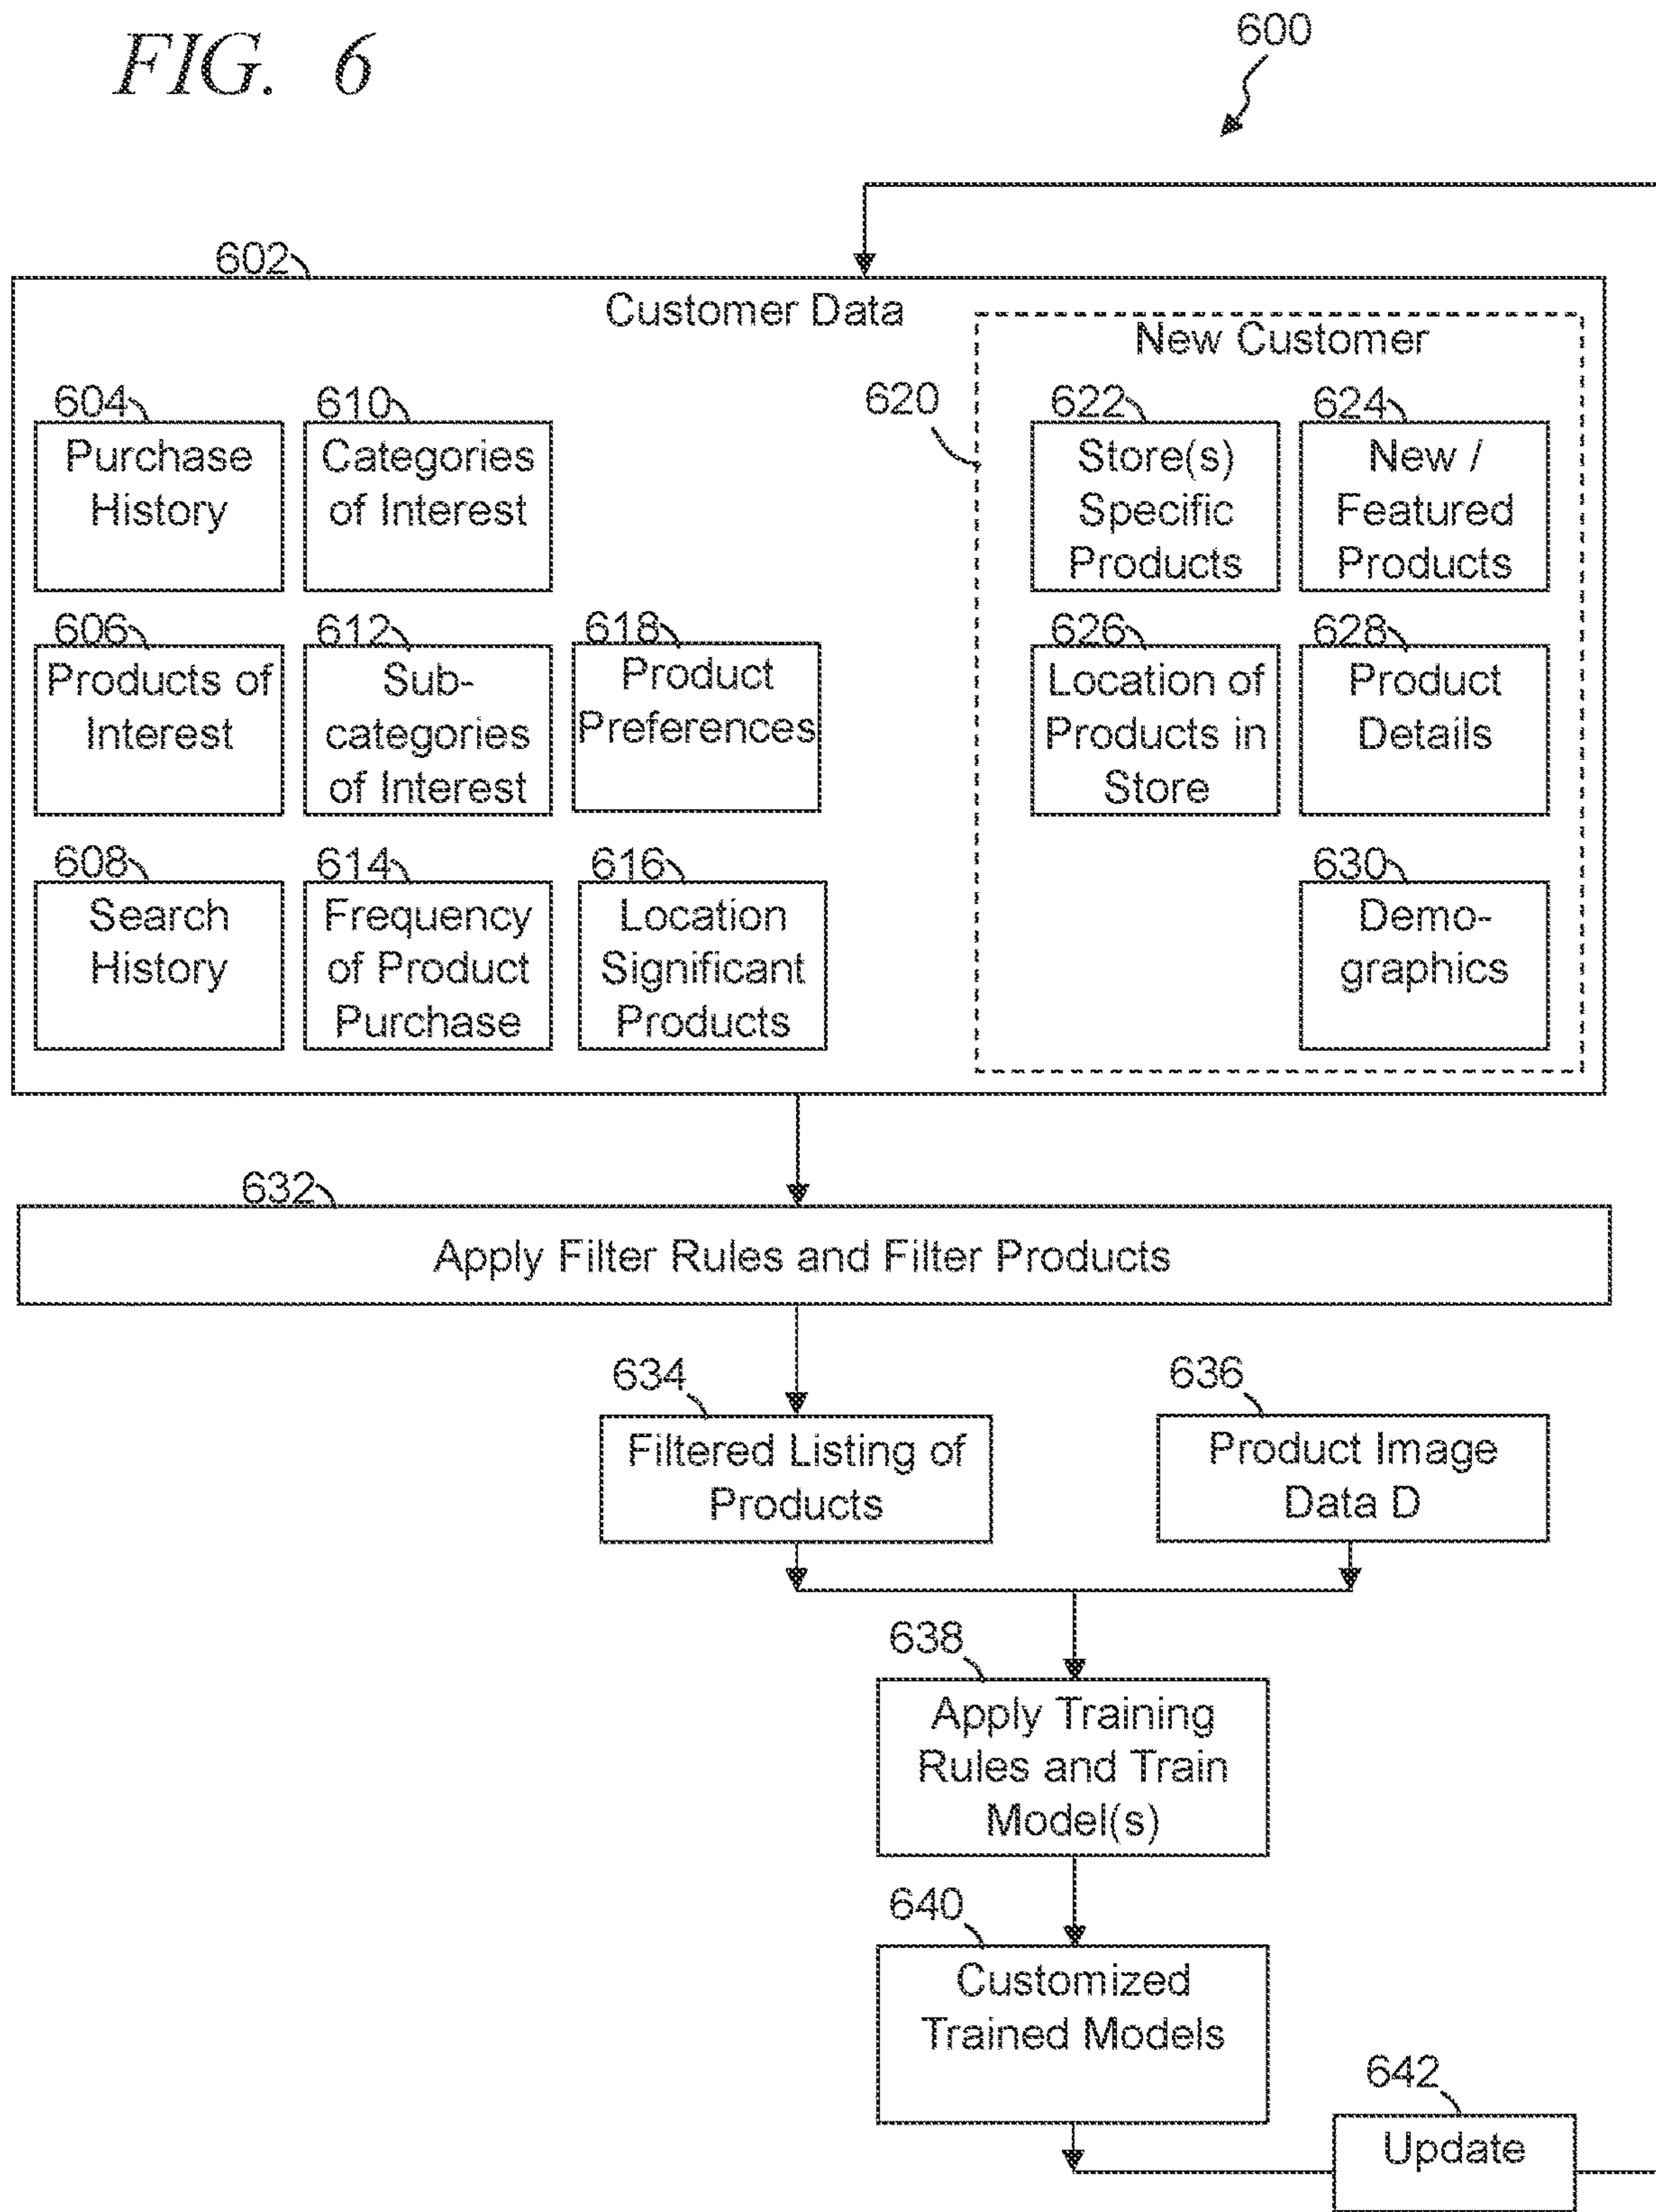 FIG. 6
600
602
Customer Data
New Customer
620
604
Purchase
History
610
Categories
of Interest
622
Store(s)
Specific
Products
624
New /
Featured
Products
606
Products of
Interest
612
Sub-
categories
of Interest
618
Product
Preferences
626
Location of
Products in
Store
628
Product
Details
608
Search
History
614
Frequency
of Product
Purchase
616
Location
Significant
Products
630
Demo-
graphics
632
Apply Filter Rules and Filter Products
634
Filtered Listing of
Products
636
Product Image
Data D
638
Apply Training
Rules and Train
Model(s)
640
Customized
Trained Models
642
Update